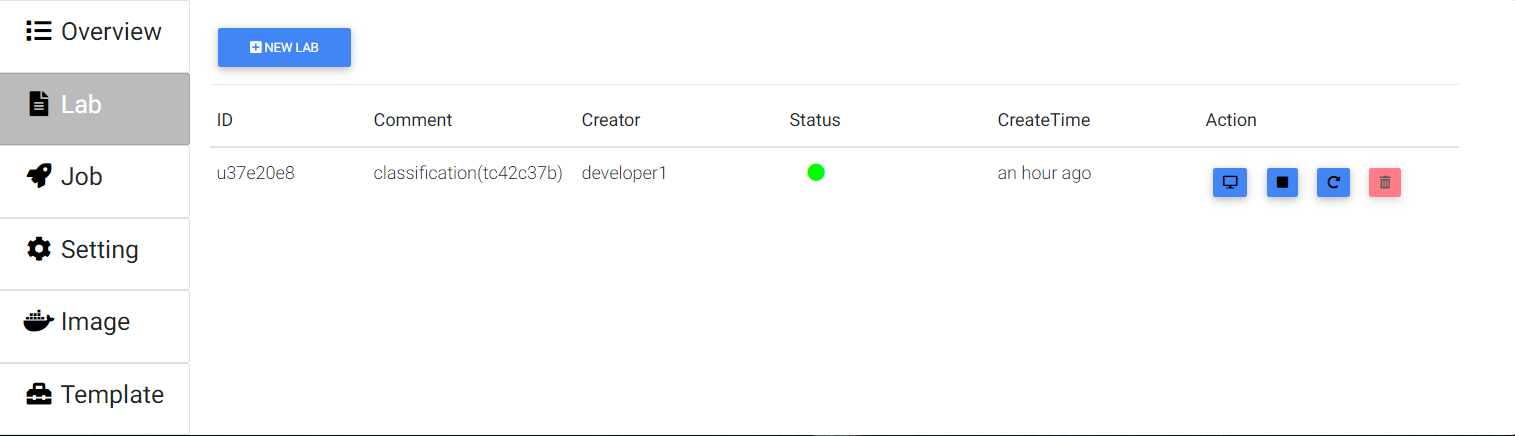 Overview
Lab
Job
Setting
Image
Template
NEW LAB
ID Comment Creator Status CreateTime Action
u37e20e8 classification(tc42c37b) developer1 an hour ago